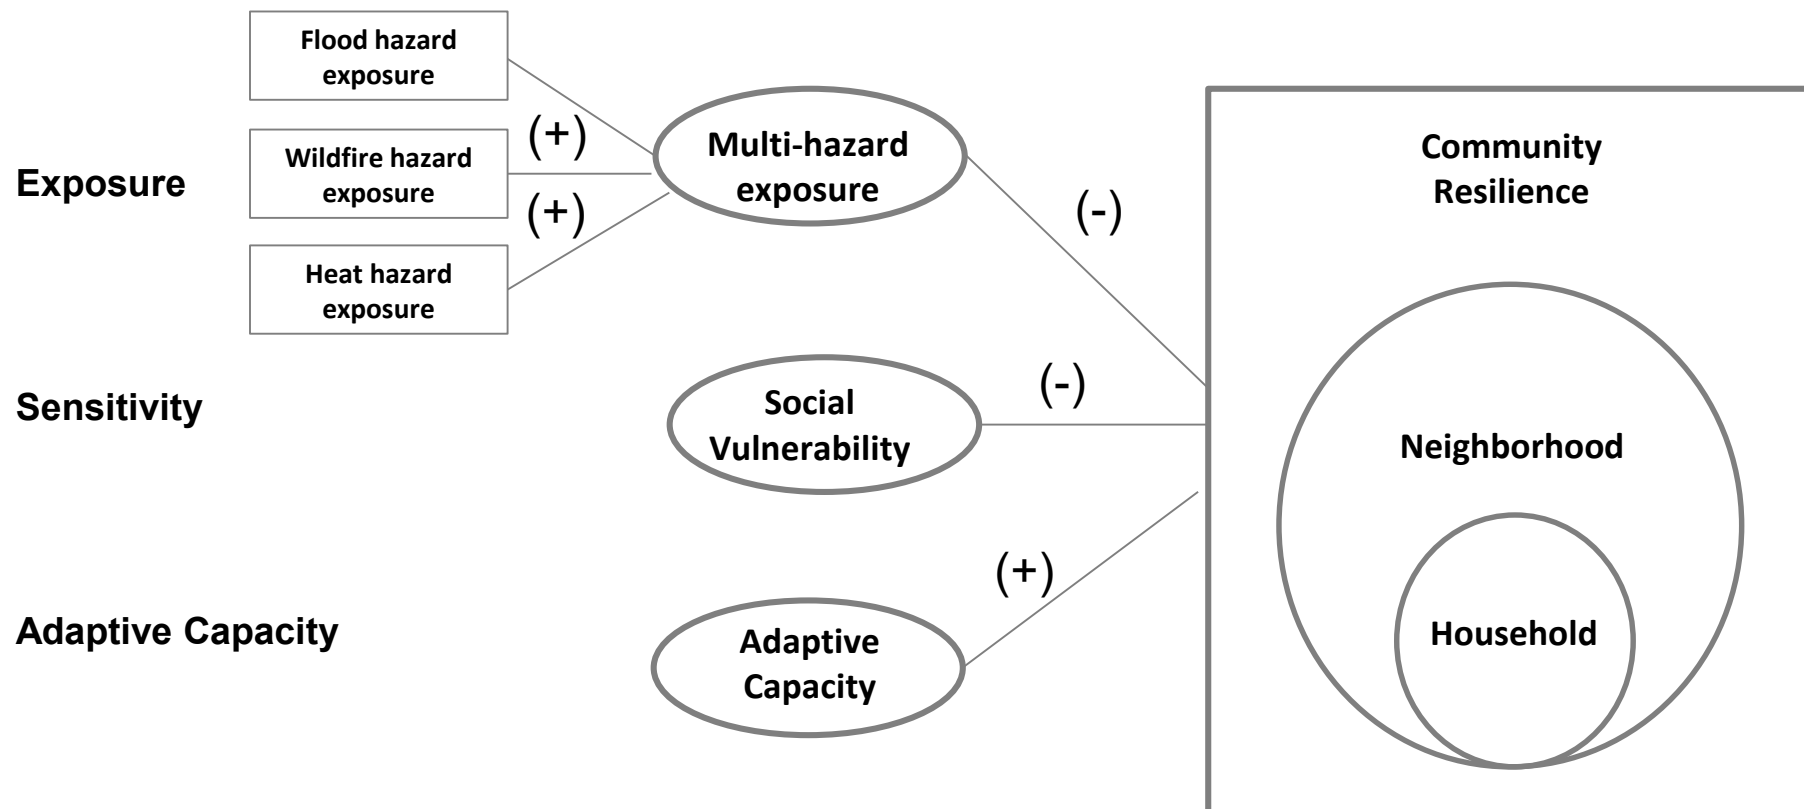 Exposure
Flood hazard
exposure
(+)
Wildfire hazard
exposure
(+)
Heat hazard
exposure
Multi-hazard
exposure
(-)
Sensitivity
Social
Vulnerability
(-)
Adaptive Capacity
Adaptive
Capacity
(+)
Community
Resilience
Neighborhood
Household